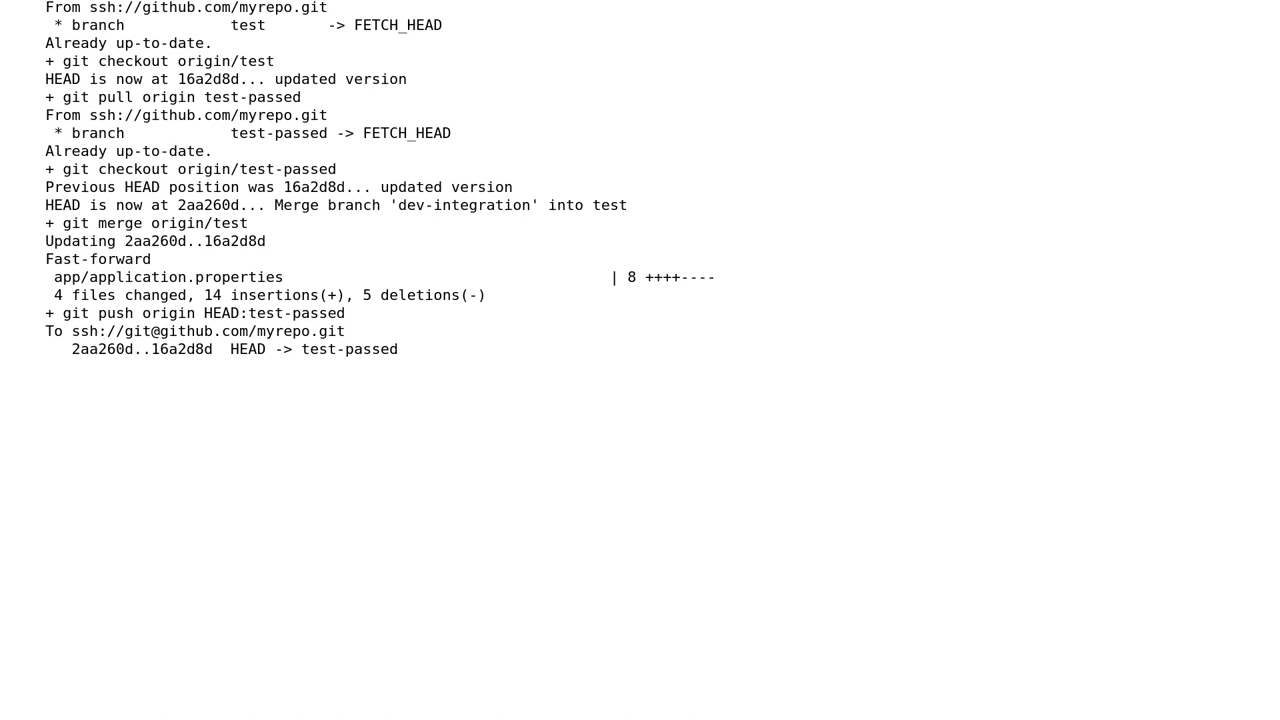 From ssh://github.com/myrepo.git
 * branch            test       -> FETCH_HEAD
Already up-to-date.
+ git checkout origin/test
HEAD is now at 16a2d8d... updated version
+ git pull origin test-passed
From ssh://github.com/myrepo.git
 * branch            test-passed -> FETCH_HEAD
Already up-to-date.
+ git checkout origin/test-passed
Previous HEAD position was 16a2d8d... updated version
HEAD is now at 2aa260d... Merge branch 'dev-integration' into test
+ git merge origin/test
Updating 2aa260d..16a2d8d
Fast-forward
 app/application.properties                                     | 8 ++++----
 4 files changed, 14 insertions(+), 5 deletions(-)
+ git push origin HEAD:test-passed
To ssh://git@github.com/myrepo.git
   2aa260d..16a2d8d  HEAD -> test-passed